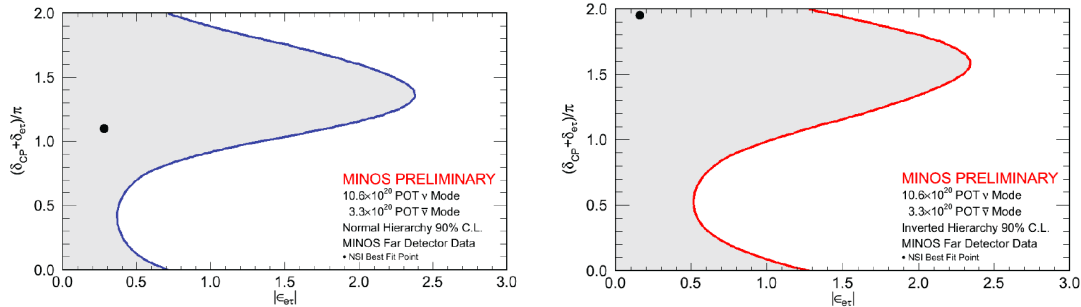 2.0
1.5
1.0
0.5
0.0
(δCP+δeτ)/π
MINOS PRELIMINARY
10.6×10²⁰ POT ν Mode
3.3×10²⁰ POT ν̅ Mode
Normal Hierarchy 90% C.L.
MINOS Far Detector Data
• NSI Best Fit Point
0.0 0.5 1.0 1.5 2.0 2.5 3.0
|ϵeτ|
2.0
1.5
1.0
0.5
0.0
(δCP+δeτ)/π
MINOS PRELIMINARY
10.6×10²⁰ POT ν Mode
3.3×10²⁰ POT ν̅ Mode
Inverted Hierarchy 90% C.L.
MINOS Far Detector Data
• NSI Best Fit Point
0.0 0.5 1.0 1.5 2.0 2.5 3.0
|ϵeτ|